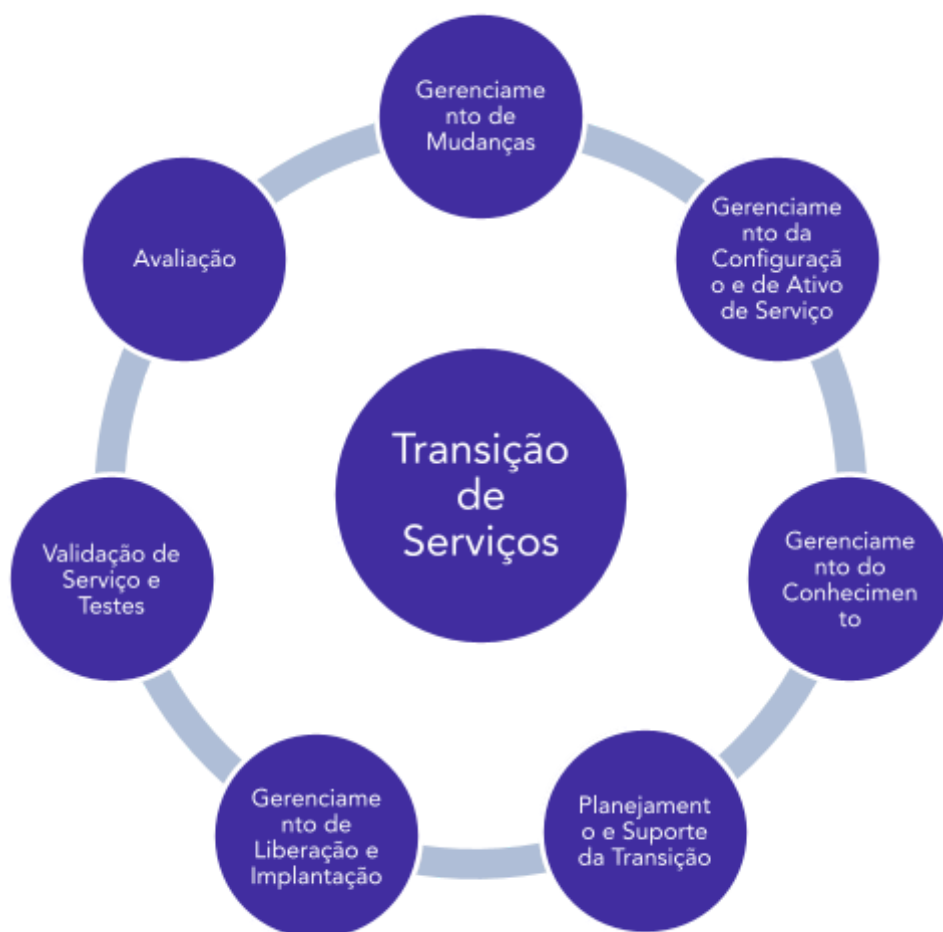 Gerenciame
nto de
Mudanças
Gerenciame
nto da
Configuraçã
o e de Ativo
de Serviço
Gerenciame
nto do
Conhecimen
to
Planejament
o e Suporte
da Transição
Gerenciame
nto de
Liberação e
Implantação
Validação de
Serviço e
Testes
Avaliação
Transição
de
Serviços